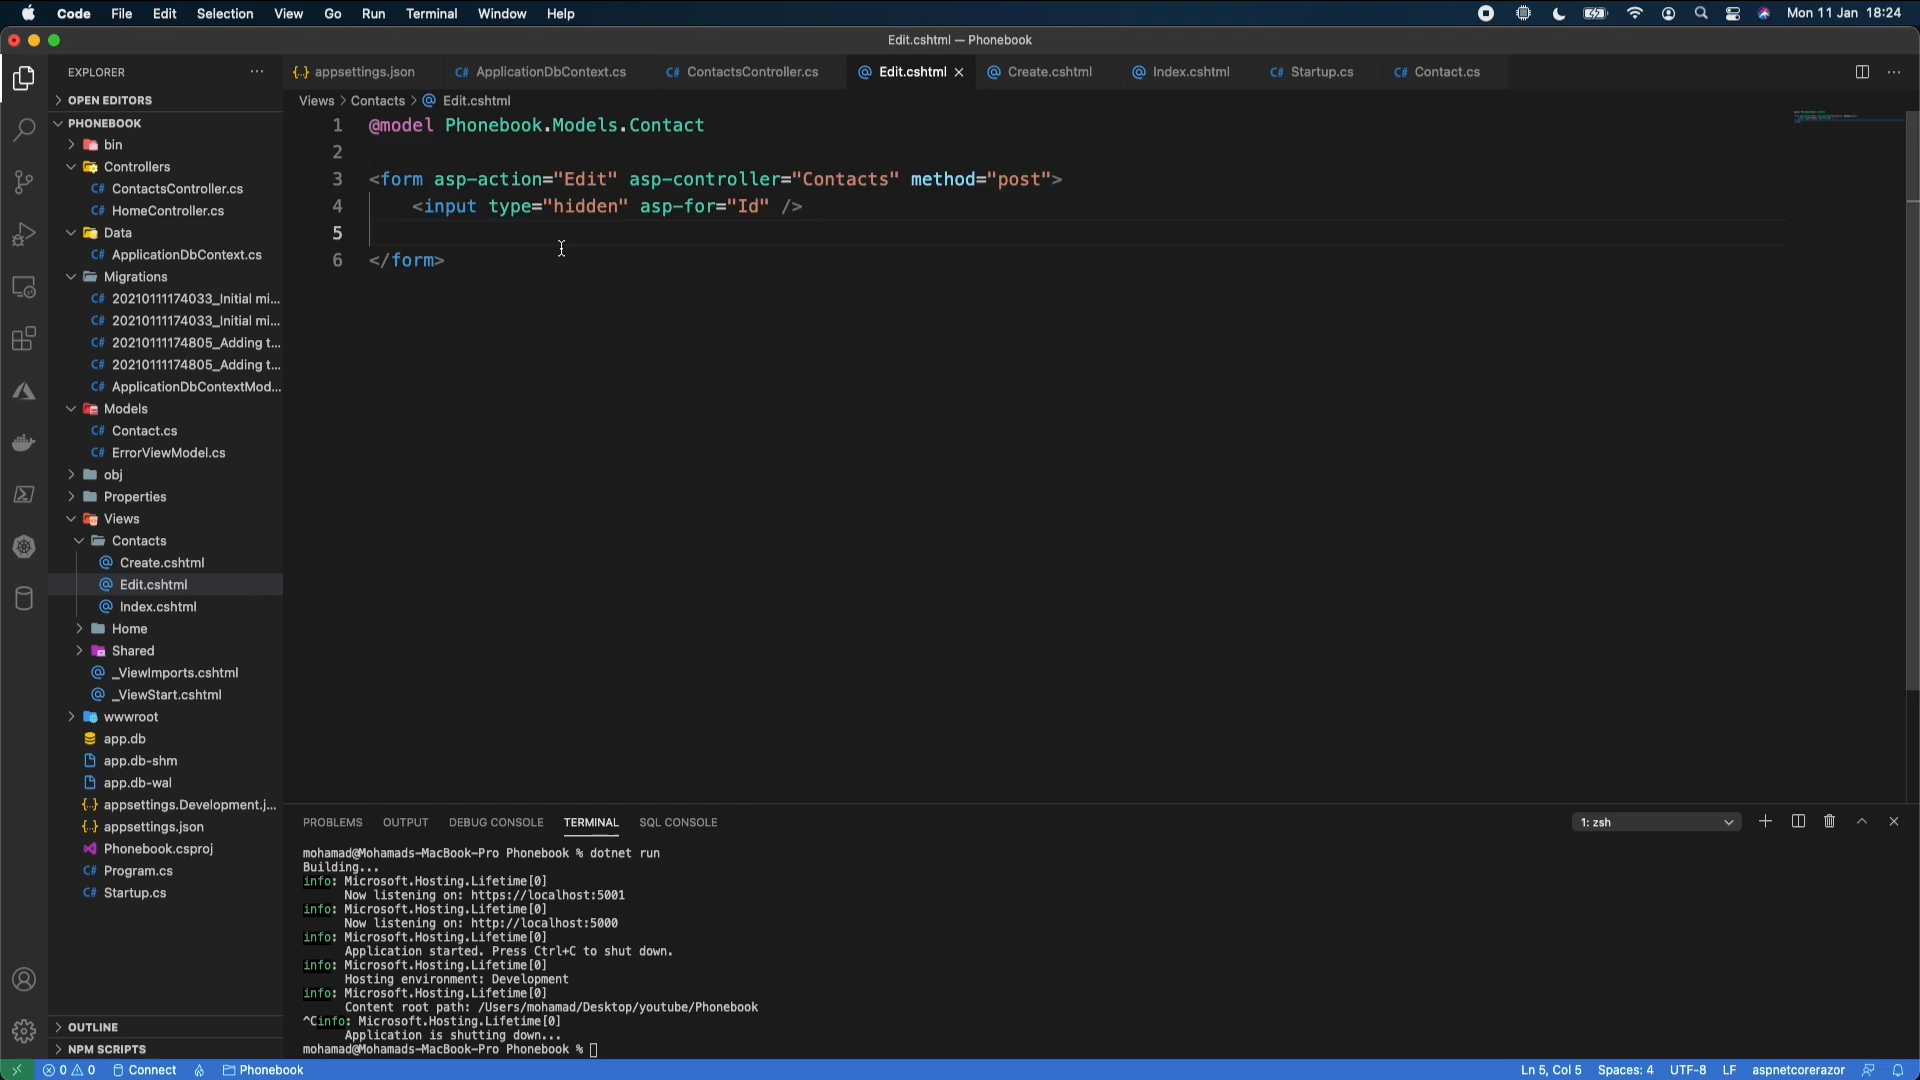 Code File Edit Selection View Go Run Terminal Window Help Mon 11 Jan 18:24
Edit.cshtml — Phonebook
EXPLORER
appsettings.json ApplicationDbContext.cs ContactsController.cs Edit.cshtml Create.cshtml Index.cshtml Startup.cs Contact.cs
OPEN EDITORS
Views > Contacts > Edit.cshtml
PHONEBOOK
bin
Controllers
ContactsController.cs
HomeController.cs
Data
ApplicationDbContext.cs
Migrations
20210111174033_Initial mi...
20210111174033_Initial mi...
20210111174805_Adding t...
20210111174805_Adding t...
ApplicationDbContextMod...
Models
Contact.cs
ErrorViewModel.cs
obj
Properties
Views
Contacts
Create.cshtml
Edit.cshtml
Index.cshtml
Home
Shared
_ViewImports.cshtml
_ViewStart.cshtml
wwwroot
app.db
app.db-shm
app.db-wal
appsettings.Development.j...
appsettings.json
Phonebook.csproj
Program.cs
Startup.cs
OUTLINE
NPM SCRIPTS
1 @model Phonebook.Models.Contact
2
3 <form asp-action="Edit" asp-controller="Contacts" method="post">
4 <input type="hidden" asp-for="Id" />
5
6 </form>
PROBLEMS OUTPUT DEBUG CONSOLE TERMINAL SQL CONSOLE 1: zsh
mohamad@Mohamads-MacBook-Pro Phonebook % dotnet run
Building...
info: Microsoft.Hosting.Lifetime[0]
Now listening on: https://localhost:5001
info: Microsoft.Hosting.Lifetime[0]
Now listening on: http://localhost:5000
info: Microsoft.Hosting.Lifetime[0]
Application started. Press Ctrl+C to shut down.
info: Microsoft.Hosting.Lifetime[0]
Hosting environment: Development
info: Microsoft.Hosting.Lifetime[0]
Content root path: /Users/mohamad/Desktop/youtube/Phonebook
^Cinfo: Microsoft.Hosting.Lifetime[0]
Application is shutting down...
mohamad@Mohamads-MacBook-Pro Phonebook %
0 0 Connect Phonebook Ln 5, Col 5 Spaces: 4 UTF-8 LF aspnetcorerazor